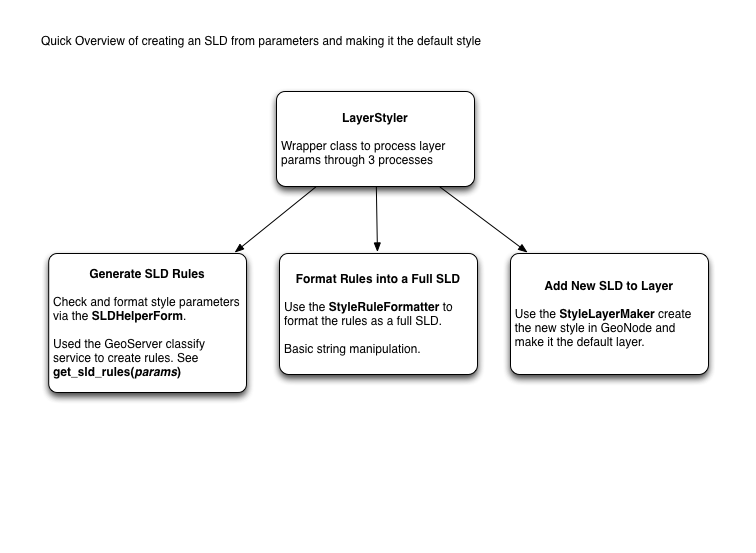 Quick Overview of creating an SLD from parameters and making it the default style
LayerStyler
Wrapper class to process layer
params through 3 processes
Generate SLD Rules
Check and format style parameters
via the SLDHelperForm.
Used the GeoServer classify
service to create rules. See
get_sld_rules(params)
Format Rules into a Full SLD
Use the StyleRuleFormatter to
format the rules as a full SLD.
Basic string manipulation.
Add New SLD to Layer
Use the StyleLayerMaker create
the new style in GeoNode and
make it the default layer.